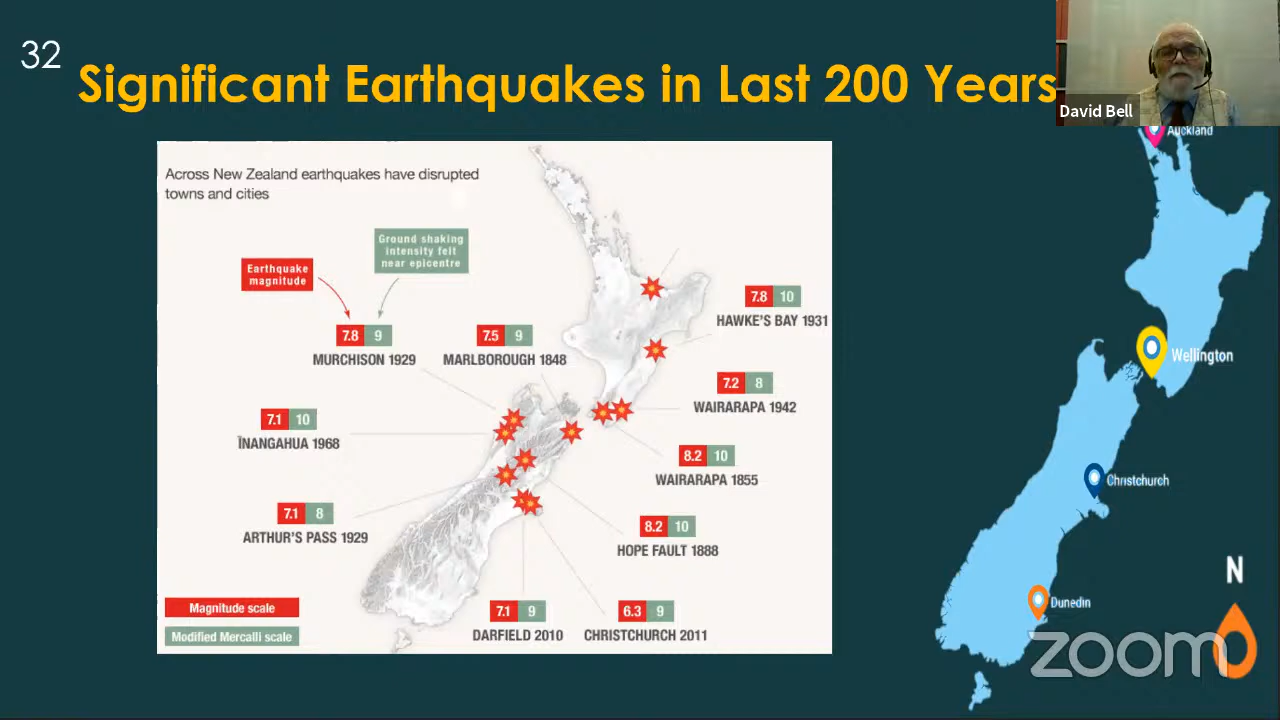 32
Significant Earthquakes in Last 200 Years
David Bell
Auckland
Across New Zealand earthquakes have disrupted
towns and cities
Ground shaking
intensity felt
near epicentre
Earthquake
magnitude
7.8 10
HAWKE'S BAY 1931
7.8 9
MURCHISON 1929
7.5 9
MARLBOROUGH 1848
7.2 8
WAIRARAPA 1942
7.1 10
ĪNANGAHUA 1968
8.2 10
WAIRARAPA 1855
7.1 8
ARTHUR'S PASS 1929
8.2 10
HOPE FAULT 1888
7.1 9
DARFIELD 2010
6.3 9
CHRISTCHURCH 2011
Magnitude scale
Modified Mercalli scale
Wellington
Christchurch
N
Dunedin
zoom